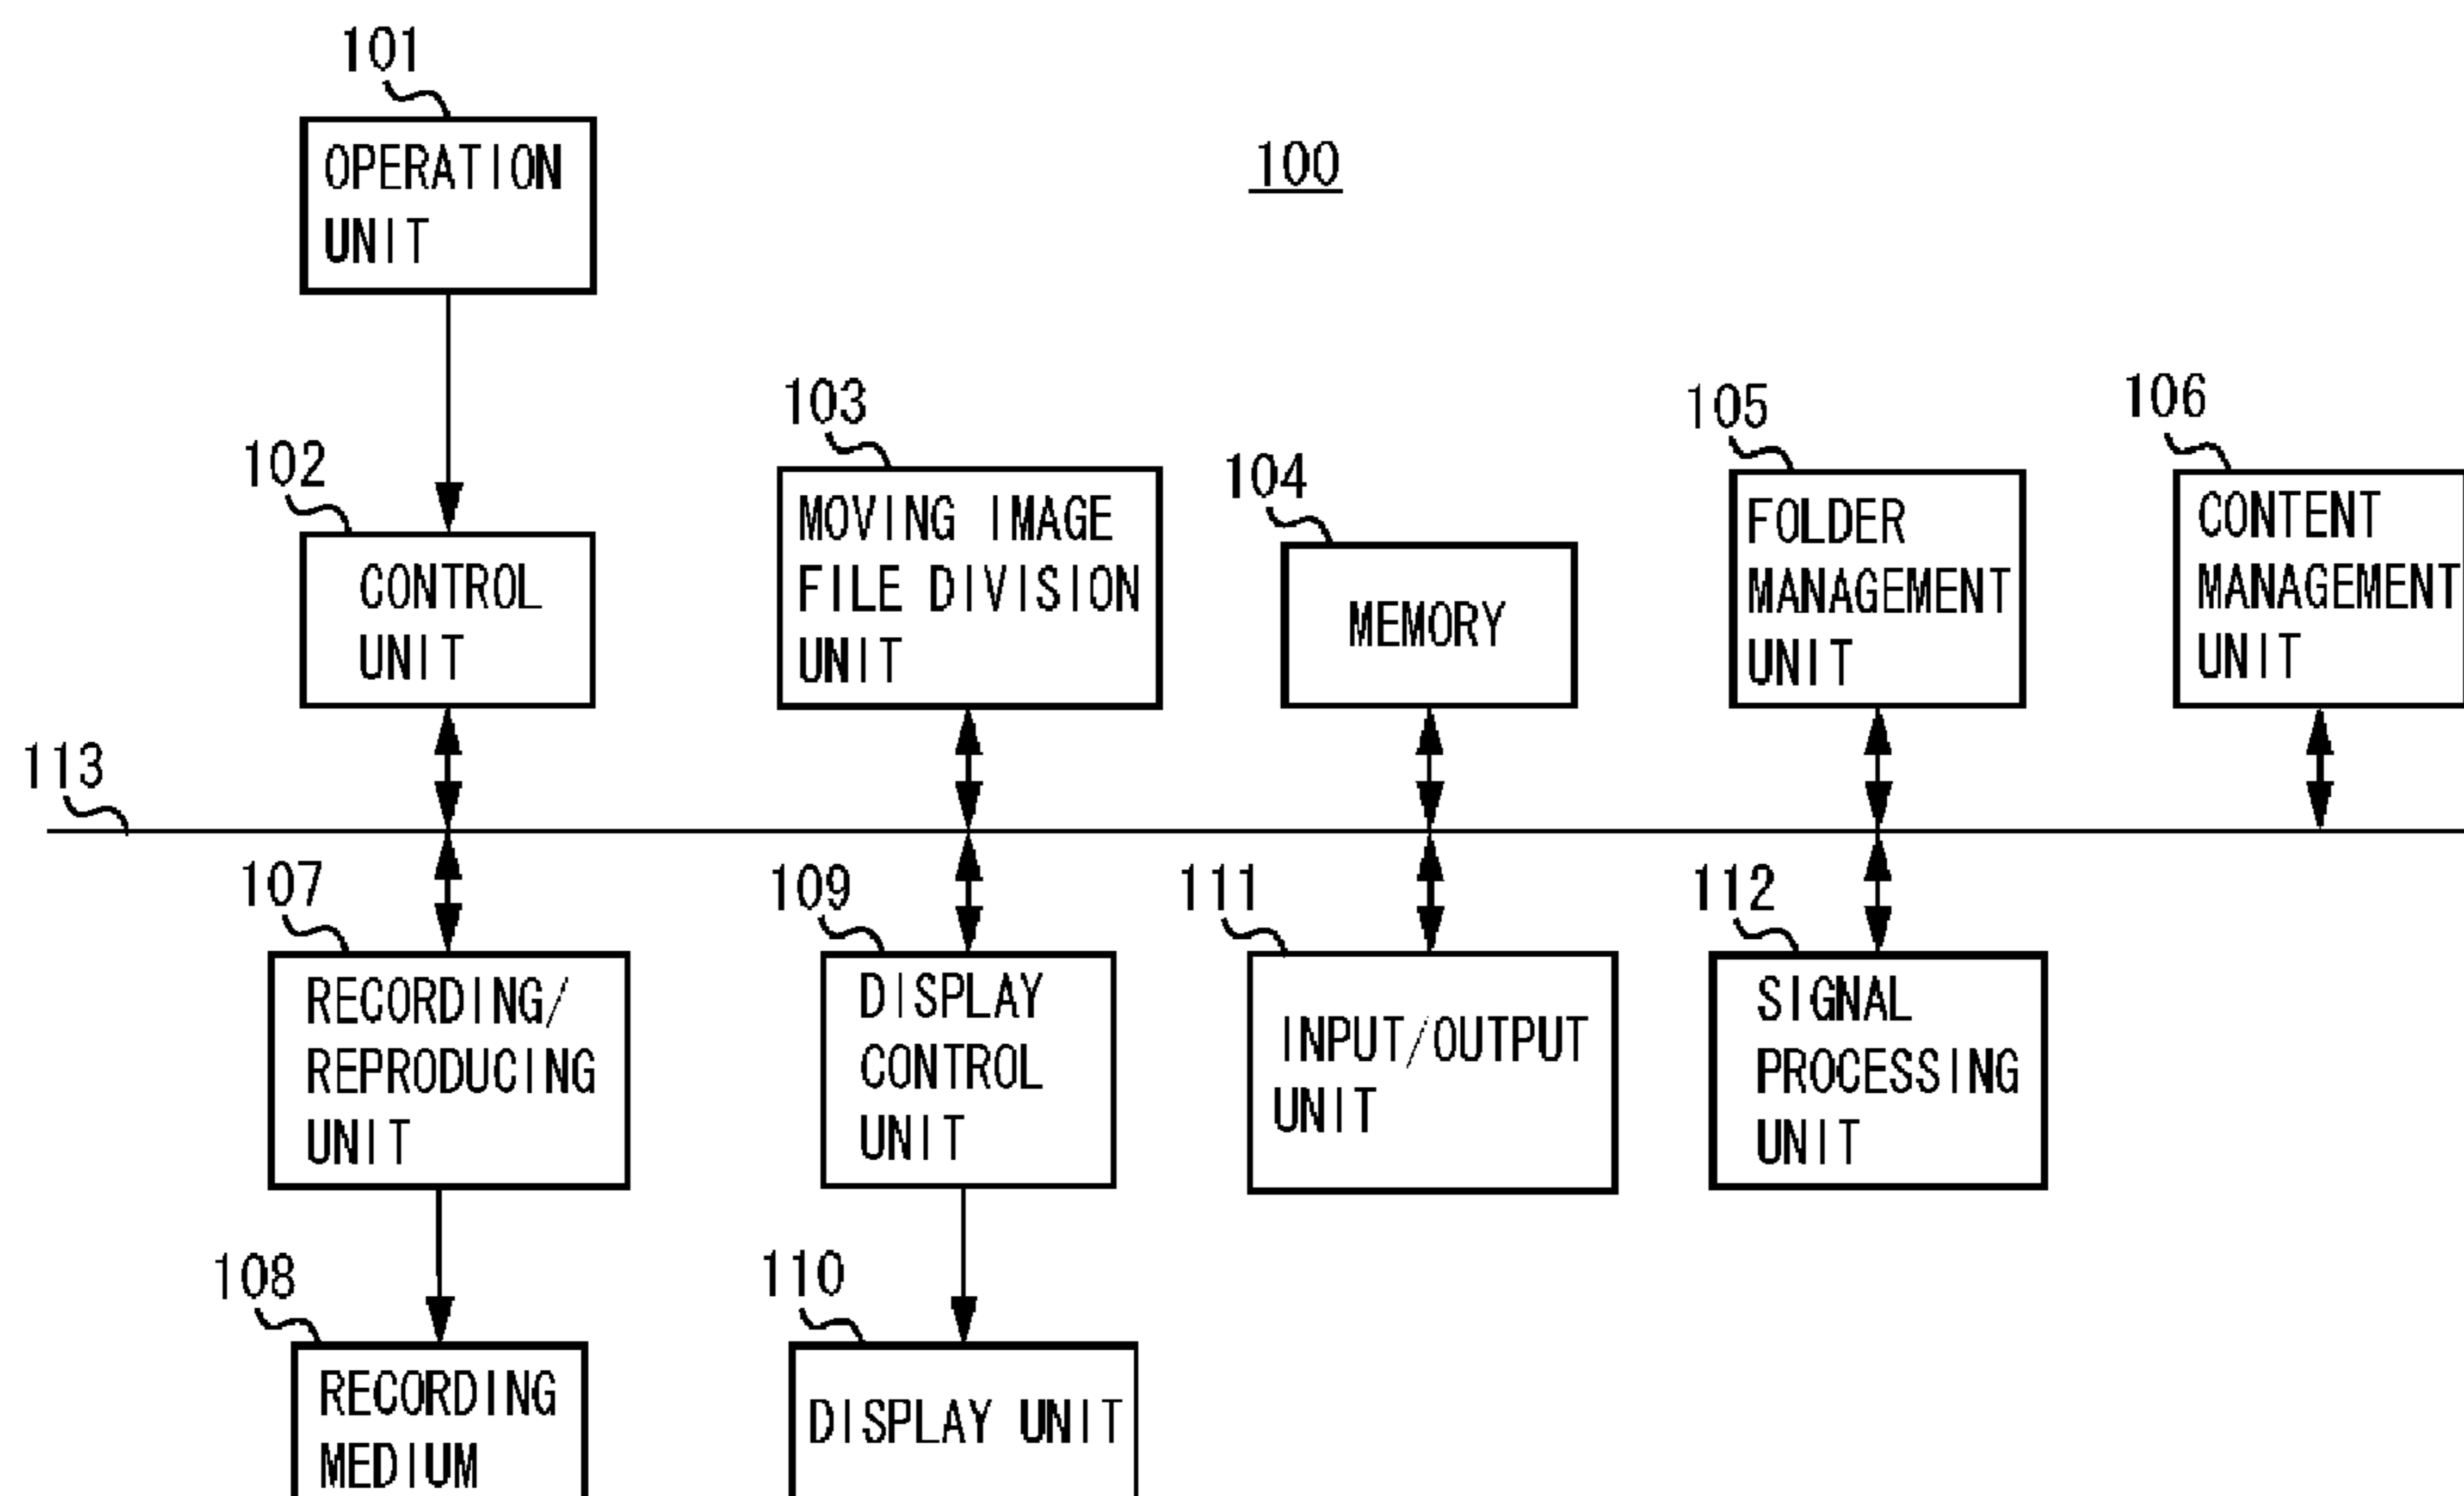 101
OPERATION
UNIT
100
102
CONTROL
UNIT
103
MOVING IMAGE
FILE DIVISION
UNIT
104
MEMORY
105
FOLDER
MANAGEMENT
UNIT
106
CONTENT
MANAGEMENT
UNIT
113
107
RECORDING/
REPRODUCING
UNIT
109
DISPLAY
CONTROL
UNIT
111
INPUT/OUTPUT
UNIT
112
SIGNAL
PROCESSING
UNIT
108
RECORDING
MEDIUM
110
DISPLAY UNIT